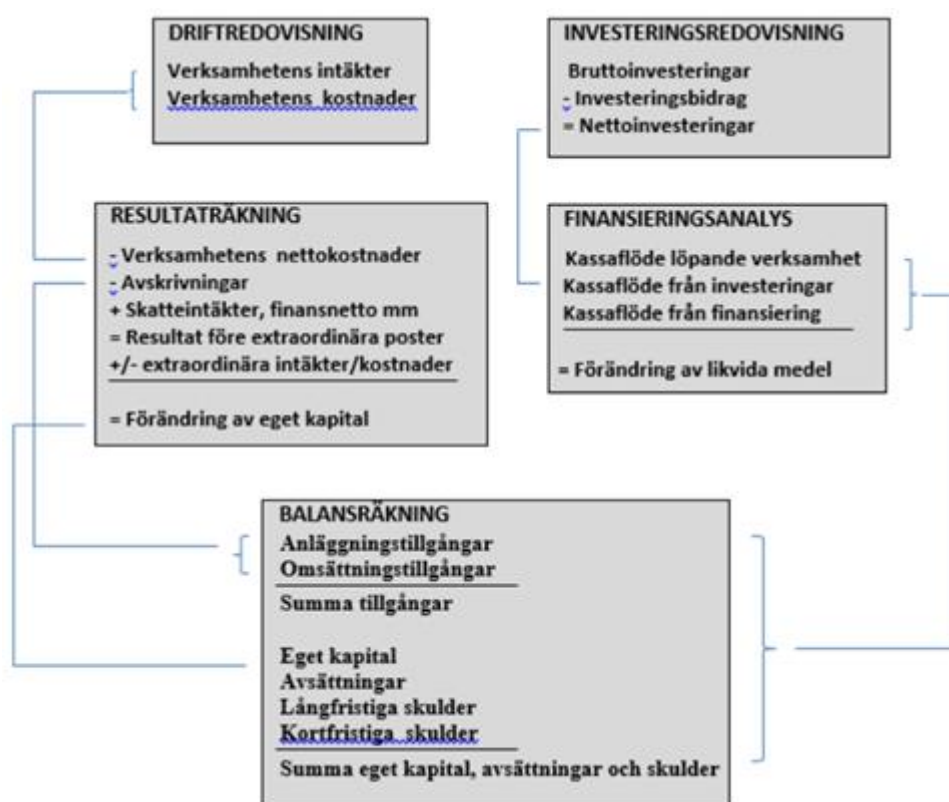 DRIFTREDOVISNING
Verksamhetens intäkter
Verksamhetens kostnader
INVESTERINGSREDOVISNING
Bruttoinvesteringar
- Investeringsbidrag
= Nettoinvesteringar
RESULTATRÄKNING
- Verksamhetens nettokostnader
- Avskrivningar
+ Skatteintäkter, finansnetto mm
= Resultat före extraordinära poster
+/- extraordinära intäkter/kostnader
= Förändring av eget kapital
FINANSIERINGSANALYS
Kassaflöde löpande verksamhet
Kassaflöde från investeringar
Kassaflöde från finansiering
= Förändring av likvida medel
BALANSRÄKNING
Anläggningstillgångar
Omsättningstillgångar
Summa tillgångar
Eget kapital
Avsättningar
Långfristiga skulder
Kortfristiga skulder
Summa eget kapital, avsättningar och skulder